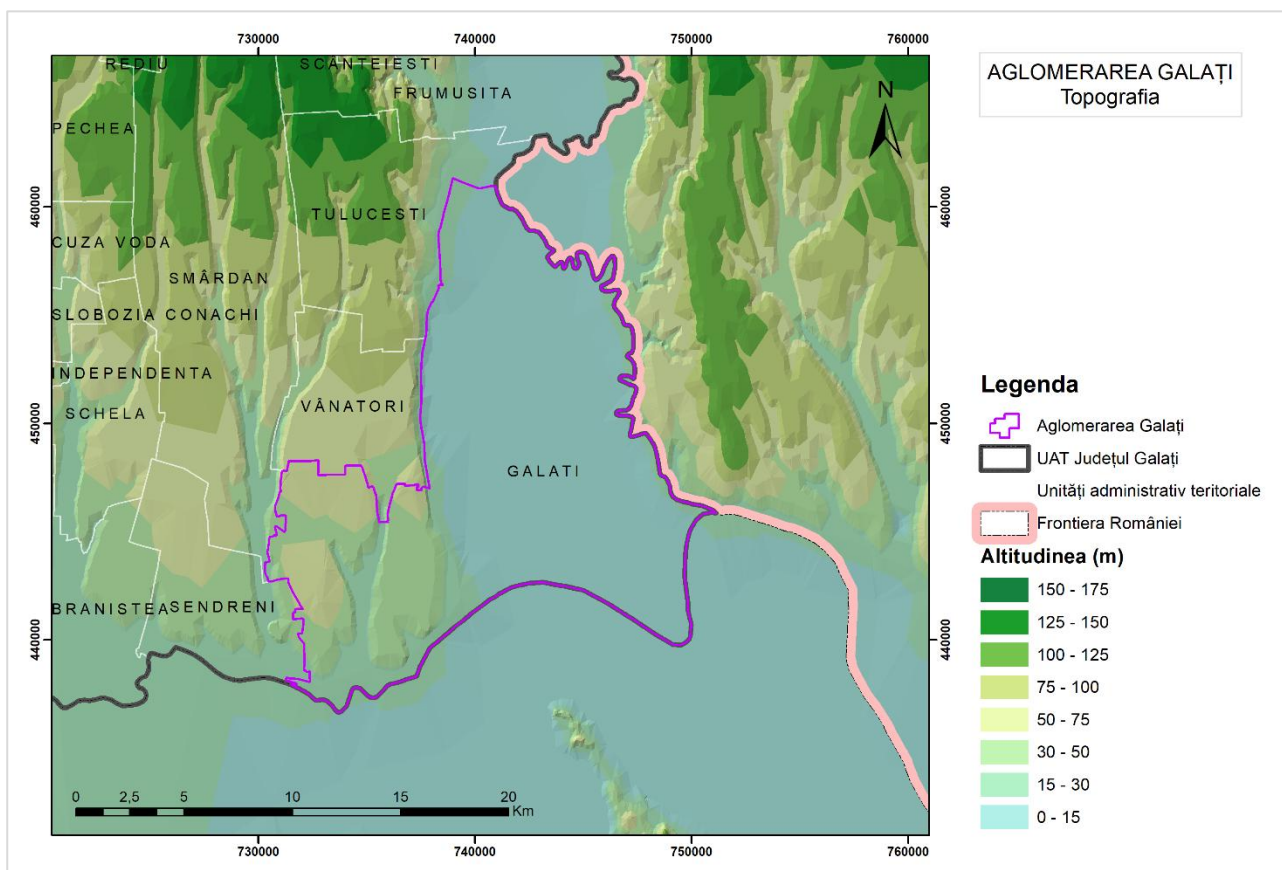 AGLOMERAREA GALAȚI
Topografia
730000 740000 750000 760000
REDIU SCANTEIESTI
FRUMUSITA
N
PECHEA
460000 460000
TULUCESTI
CUZA VODA
SMÂRDAN
SLOBOZIA CONACHI
INDEPENDENTA
SCHELA VÂNATORI
450000 450000
GALATI
BRANISTEA SENDRENI
440000 440000
0 2,5 5 10 15 20
Km
730000 740000 750000 760000
Legenda
Aglomerarea Galați
UAT Județul Galați
Unități administrativ teritoriale
Frontiera României
Altitudinea (m)
150 - 175
125 - 150
100 - 125
75 - 100
50 - 75
30 - 50
15 - 30
0 - 15